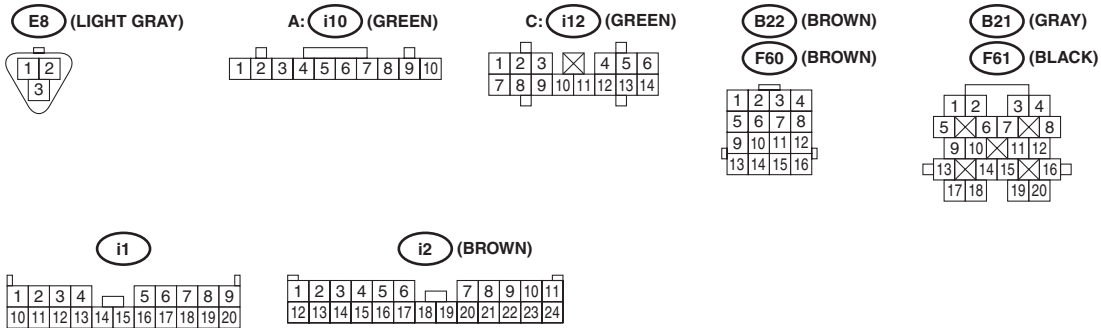 E8 (LIGHT GRAY)
1 2
3
A: i10 (GREEN)
1 2 3 4 5 6 7 8 9 10
C: i12 (GREEN)
1 2 3 4 5 6
7 8 9 10 11 12 13 14
B22 (BROWN)
F60 (BROWN)
1 2 3 4
5 6 7 8
9 10 11 12
13 14 15 16
B21 (GRAY)
F61 (BLACK)
1 2 3 4
5 6 7 8
9 10 11 12
13 14 15 16
17 18 19 20
i1
1 2 3 4 5 6 7 8 9
10 11 12 13 14 15 16 17 18 19 20
i2 (BROWN)
1 2 3 4 5 6 7 8 9 10 11
12 13 14 15 16 17 18 19 20 21 22 23 24